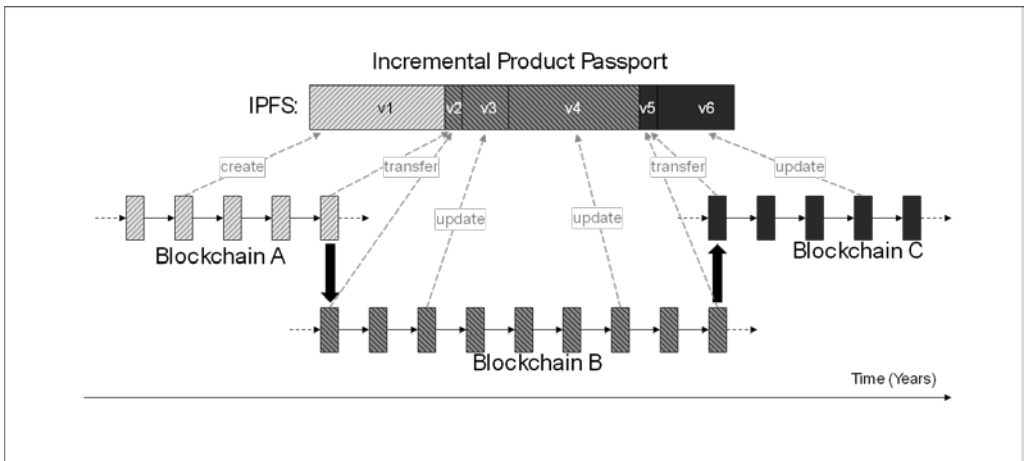 Incremental Product Passport
IPFS: v1 v2 v3 v4 v5 v6
create transfer transfer update
update update
Blockchain A Blockchain C
Blockchain B
Time (Years)